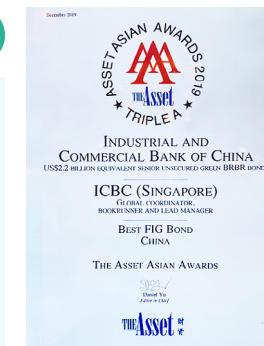 December 2019
ASSET ASIAN AWARDS 2019
THE Asset
★ TRIPLE A ★
INDUSTRIAL AND
COMMERCIAL BANK OF CHINA
US$2.2 BILLION EQUIVALENT SENIOR UNSECURED GREEN BRBR BOND
ICBC (SINGAPORE)
GLOBAL COORDINATOR,
BOOKRUNNER AND LEAD MANAGER
BEST FIG BOND
CHINA
THE ASSET ASIAN AWARDS
Daniel Yu
Editor in Chief
THE Asset 财资